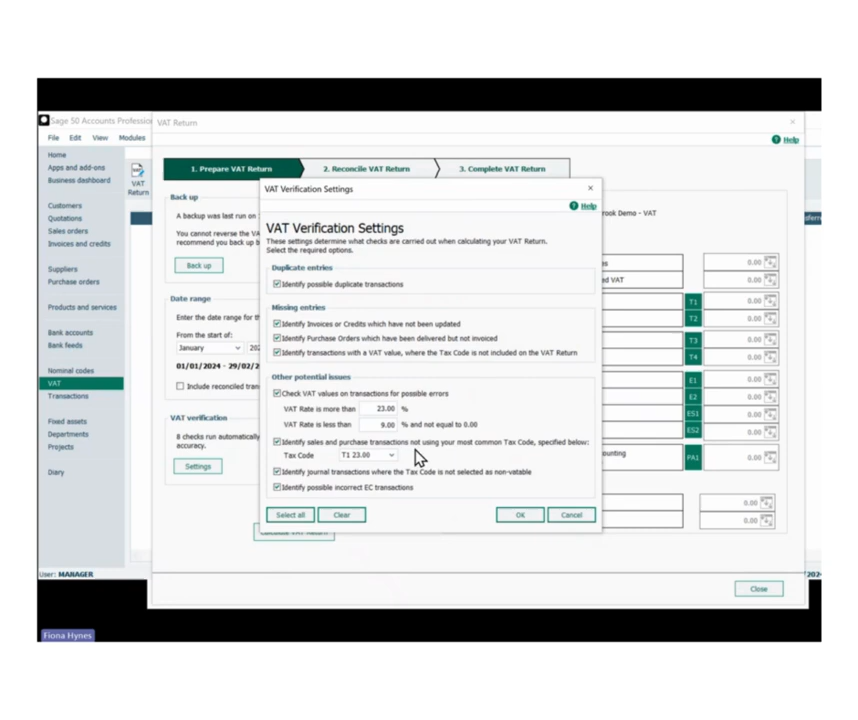 Sage 50 Accounts Professio
VAT Return
File Edit View Modules
Help
Home
Apps and add-ons
Business dashboard
Customers
Quotations
Sales orders
Invoices and credits
Suppliers
Purchase orders
Products and services
Bank accounts
Bank feeds
Nominal codes
VAT
Transactions
Fixed assets
Departments
Projects
Diary
User: MANAGER
VAT
Return
1. Prepare VAT Return
2. Reconcile VAT Return
3. Complete VAT Return
Back up
A backup was last run on
You cannot reverse the VA
recommend you back up b
Back up
Date range
Enter the date range for th
From the start of:
January
202
01/01/2024 - 29/02/2
Include reconciled tran
VAT verification
8 checks run automatically
accuracy.
Settings
Calculate VAT Return
VAT Verification Settings
Help
VAT Verification Settings
These settings determine what checks are carried out when calculating your VAT Return.
Select the required options.
Duplicate entries
Identify possible duplicate transactions
Missing entries
Identify Invoices or Credits which have not been updated
Identify Purchase Orders which have been delivered but not invoiced
Identify transactions with a VAT value, where the Tax Code is not included on the VAT Return
Other potential issues
Check VAT values on transactions for possible errors
VAT Rate is more than 23.00 %
VAT Rate is less than 9.00 % and not equal to 0.00
Identify sales and purchase transactions not using your most common Tax Code, specified below:
Tax Code T1 23.00
Identify journal transactions where the Tax Code is not selected as non-vatable
Identify possible incorrect EC transactions
Select all Clear OK Cancel
rook Demo - VAT
es 0.00
ed VAT 0.00
T1 0.00
T2 0.00
T3 0.00
T4 0.00
E1 0.00
E2 0.00
ES1 0.00
ES2 0.00
ounting PA1 0.00
0.00
0.00
Close
Fiona Hynes